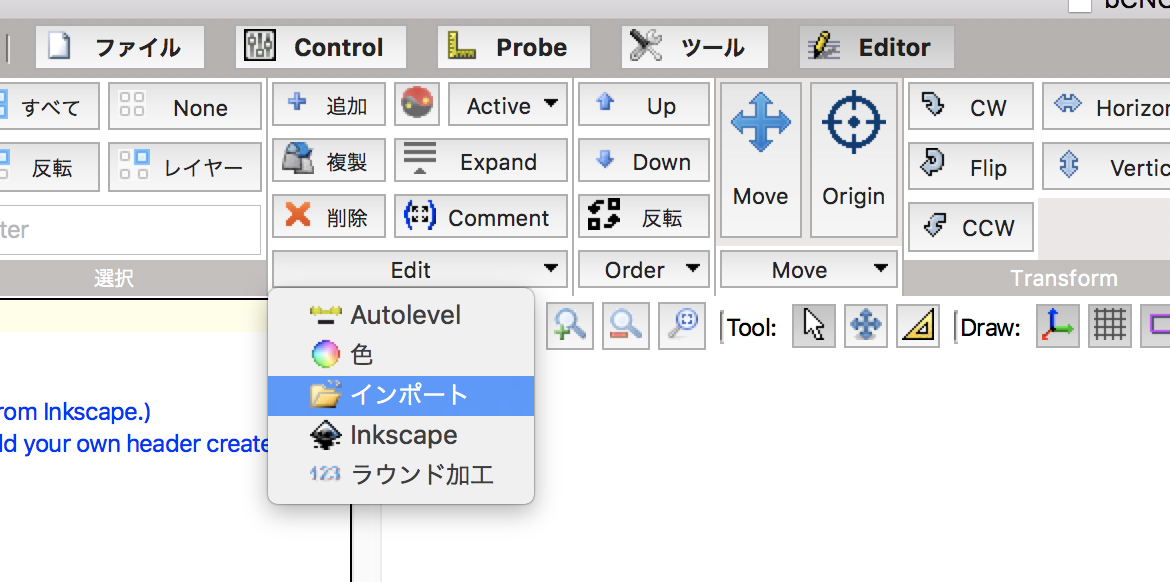 bCNC
ファイル
Control
Probe
ツール
Editor
すべて
None
追加
Active
Up
CW
反転
レイヤー
複製
Expand
Down
Move
Origin
Flip
ter
削除
Comment
反転
CCW
選択
Edit
Order
Move
Transform
Autolevel
Tool:
Draw:
色
インポート
rom Inkscape.)
Inkscape
ld your own header create
123 ラウンド加工